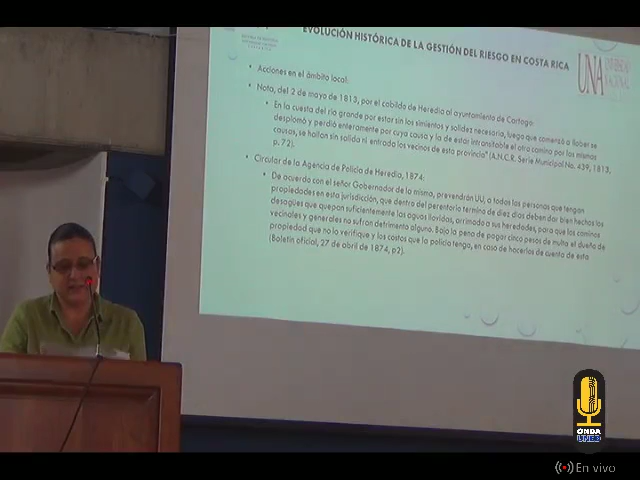 EVOLUCIÓN HISTÓRICA DE LA GESTIÓN DEL RIESGO EN COSTA RICA
UNA
UNIVERSIDAD
NACIONAL
• Acciones en el ámbito local:
• Nota, del 2 de mayo de 1813, por el cabildo de Heredia al ayuntamiento de Cartago:
• En la cuesta del río grande por estar sin los simientos y solidez necesaria, luego que comenzó a llober se
desplomó y perdió enteramente por cuya causa y la de estar intransitable el otro camino por las mismas
causas, se hallan sin salida ni entrada los vecinos de esta provincia" (A.N.C.R. Serie Municipal No. 439, 1813,
p. 72).
• Circular de la Agencia de Policía de Heredia, 1874:
• De acuerdo con el señor Gobernador de la misma, prevendrán UU, a todas las personas que tengan
propiedades en esta jurisdicción, que dentro del perentorio termino de diez días deben dar bien hechos los
desagües que quepan suficientemente las aguas llovidas, arrimado a sus heredades, para que los caminos
vecinales y generales no sufran detrimento alguno. Bajo la pena de pagar cinco pesos de multa el dueño de
propiedad que no lo verifique y los costos que la policía tenga, en caso de hacerlos de cuenta de esta
(Boletín oficial, 27 de abril de 1874, p2).
ONDA
UNED
En vivo